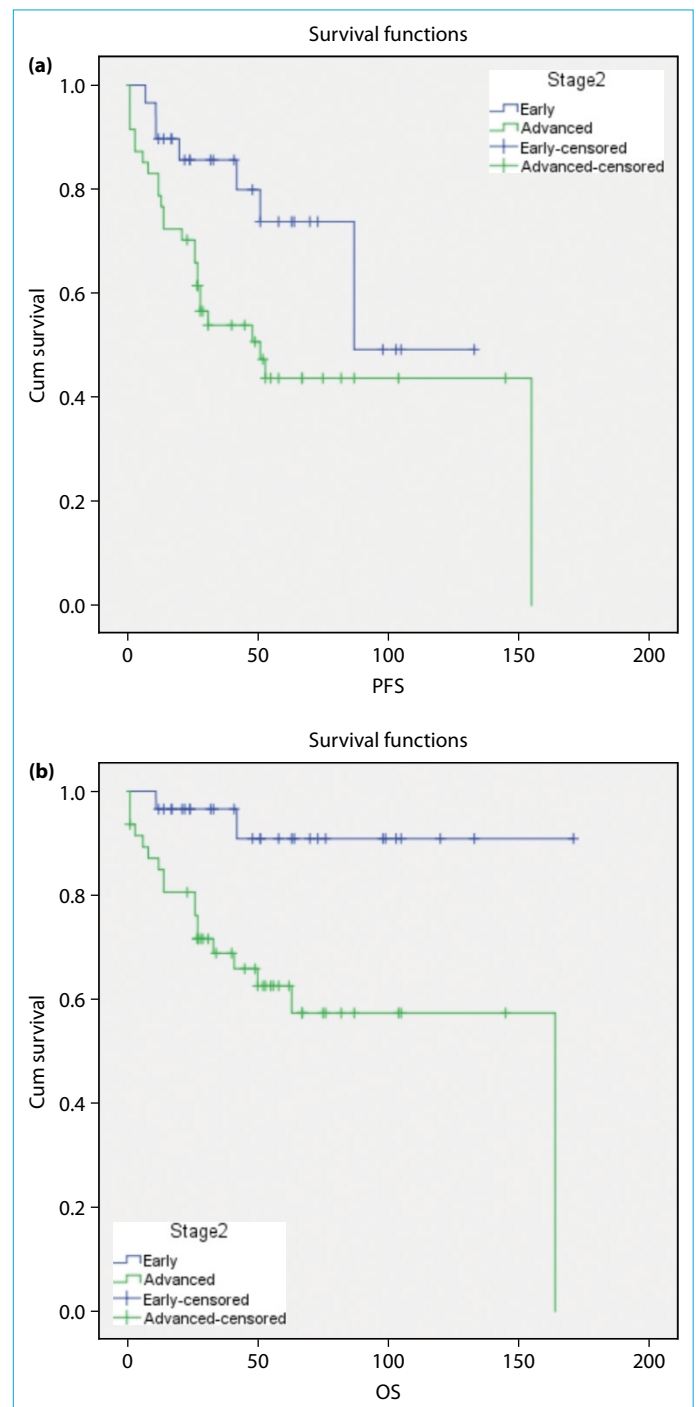 Survival functions
(a)
Stage2
Early
Advanced
Early-censored
Advanced-censored
1.0
0.8
0.6
0.4
0.2
0.0
Cum survival
0 50 100 150 200
PFS
Survival functions
(b)
1.0
0.8
0.6
0.4
0.2
0.0
Cum survival
Stage2
Early
Advanced
Early-censored
Advanced-censored
0 50 100 150 200
OS